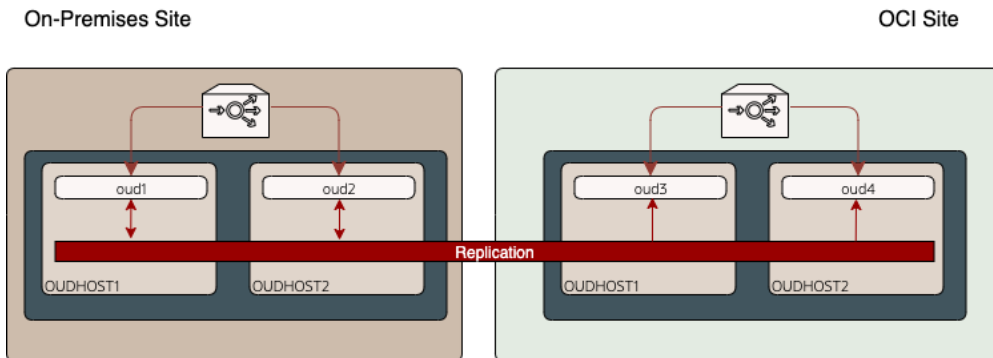 On-Premises Site
OCI Site
oud1
oud2
oud3
oud4
Replication
OUDHOST1
OUDHOST2
OUDHOST1
OUDHOST2